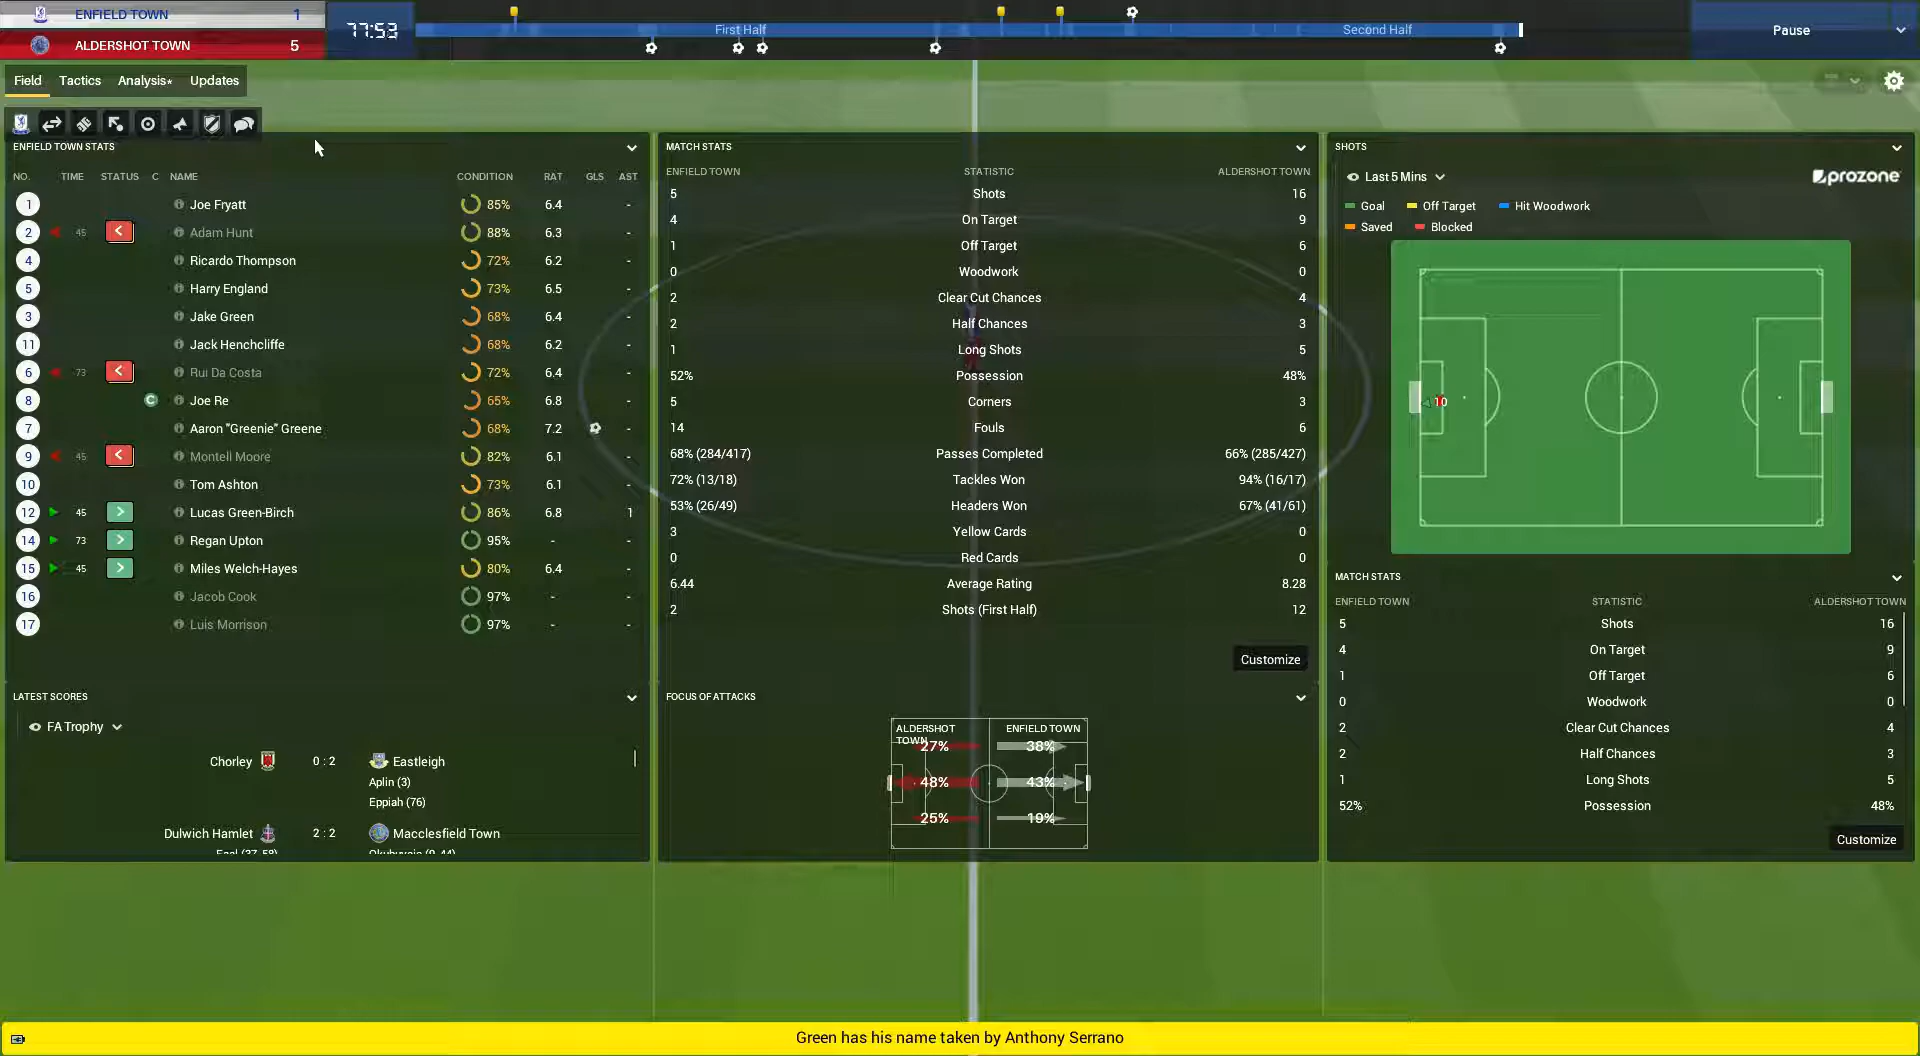 ENFIELD TOWN 1
ALDERSHOT TOWN 5
77:53
First Half
Second Half
Pause
Field Tactics Analysis* Updates
ENFIELD TOWN STATS
NO. TIME STATUS C NAME CONDITION RAT GLS AST
1 Joe Fryatt 85% 6.4 -
2 45 Adam Hunt 88% 6.3 -
4 Ricardo Thompson 72% 6.2 -
5 Harry England 73% 6.5 -
3 Jake Green 68% 6.4 -
11 Jack Henchcliffe 68% 6.2 -
6 73 Rui Da Costa 72% 6.4 -
8 C Joe Re 65% 6.8 -
7 Aaron "Greenie" Greene 68% 7.2 -
9 45 Montell Moore 82% 6.1 -
10 Tom Ashton 73% 6.1 -
12 45 Lucas Green-Birch 86% 6.8 1
14 73 Regan Upton 95% - -
15 45 Miles Welch-Hayes 80% 6.4 -
16 Jacob Cook 97% - -
17 Luis Morrison 97% - -
MATCH STATS
ENFIELD TOWN STATISTIC ALDERSHOT TOWN
5 Shots 16
4 On Target 9
1 Off Target 6
0 Woodwork 0
2 Clear Cut Chances 4
2 Half Chances 3
1 Long Shots 5
52% Possession 48%
5 Corners 3
14 Fouls 6
68% (284/417) Passes Completed 66% (285/427)
72% (13/18) Tackles Won 94% (16/17)
53% (26/49) Headers Won 67% (41/61)
3 Yellow Cards 0
0 Red Cards 0
6.44 Average Rating 8.28
2 Shots (First Half) 12
Customize
SHOTS
Last 5 Mins
prozone
Goal Off Target Hit Woodwork
Saved Blocked
10
MATCH STATS
ENFIELD TOWN STATISTIC ALDERSHOT TOWN
5 Shots 16
4 On Target 9
1 Off Target 6
0 Woodwork 0
2 Clear Cut Chances 4
2 Half Chances 3
1 Long Shots 5
52% Possession 48%
Customize
LATEST SCORES
FA Trophy
Chorley 0 : 2 Eastleigh
Aplin (3)
Eppiah (76)
Dulwich Hamlet 2 : 2 Macclesfield Town
FOCUS OF ATTACKS
ALDERSHOT TOWN ENFIELD TOWN
27% 38%
48% 43%
25% 19%
Green has his name taken by Anthony Serrano